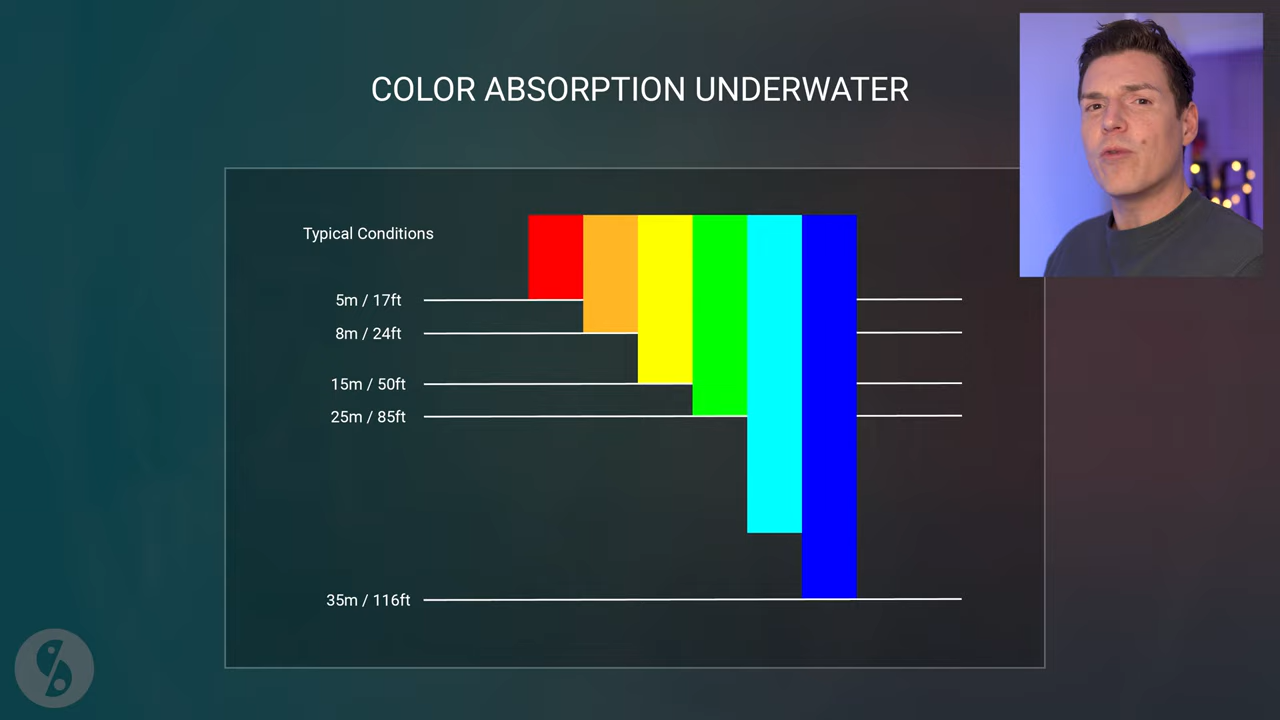 COLOR ABSORPTION UNDERWATER
Typical Conditions
5m / 17ft
8m / 24ft
15m / 50ft
25m / 85ft
35m / 116ft